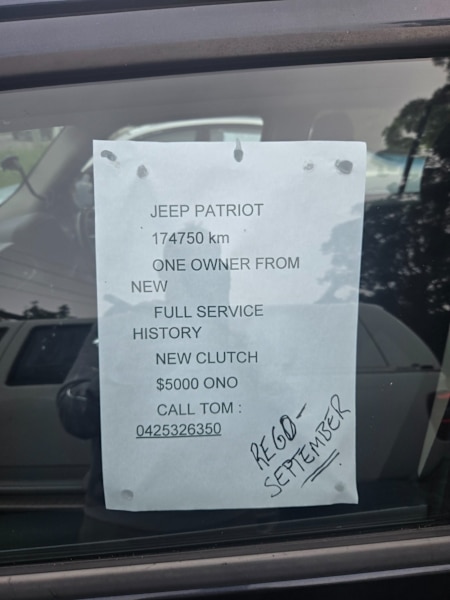 JEEP PATRIOT
174750 km
ONE OWNER FROM
NEW
FULL SERVICE
HISTORY
NEW CLUTCH
$5000 ONO
CALL TOM :
0425326350
REGO-
SEPTEMBER